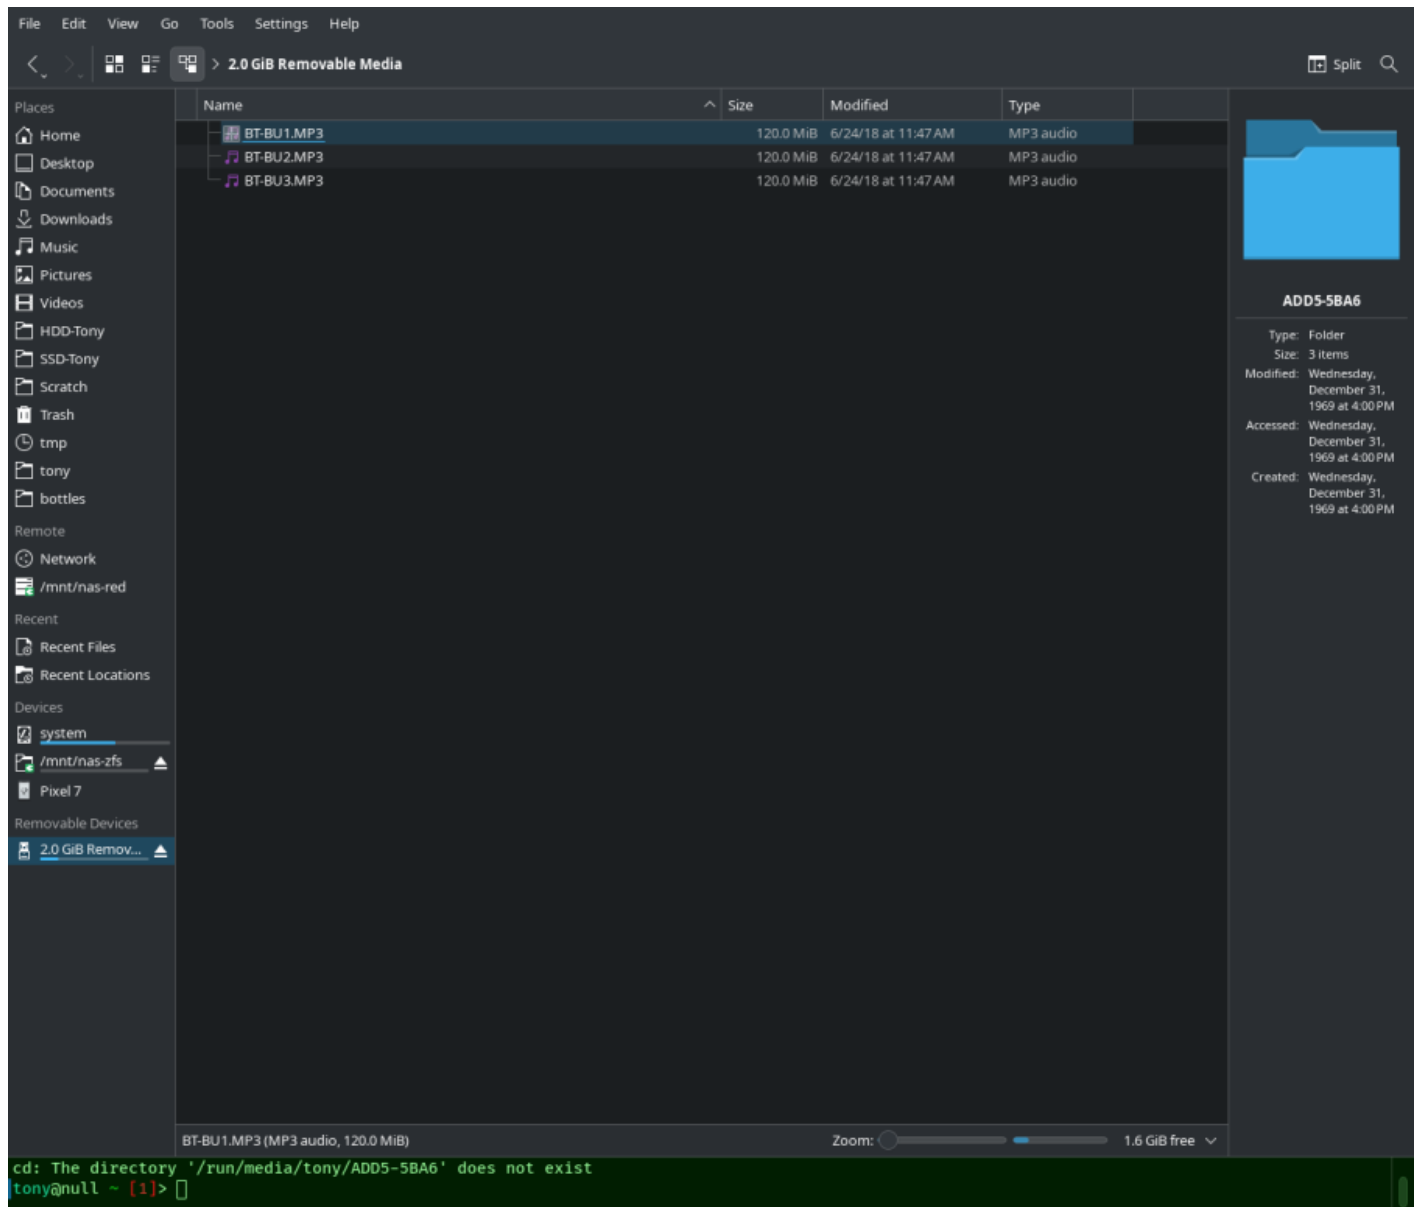 File Edit View Go Tools Settings Help
> 2.0 GiB Removable Media
Split
Places
Home
Desktop
Documents
Downloads
Music
Pictures
Videos
HDD-Tony
SSD-Tony
Scratch
Trash
tmp
tony
bottles
Remote
Network
/mnt/nas-red
Recent
Recent Files
Recent Locations
Devices
system
/mnt/nas-zfs
Pixel 7
Removable Devices
2.0 GiB Remov...
Name Size Modified Type
BT-BU1.MP3 120.0 MiB 6/24/18 at 11:47 AM MP3 audio
BT-BU2.MP3 120.0 MiB 6/24/18 at 11:47 AM MP3 audio
BT-BU3.MP3 120.0 MiB 6/24/18 at 11:47 AM MP3 audio
ADD5-5BA6
Type: Folder
Size: 3 items
Modified: Wednesday,
December 31,
1969 at 4:00 PM
Accessed: Wednesday,
December 31,
1969 at 4:00 PM
Created: Wednesday,
December 31,
1969 at 4:00 PM
BT-BU1.MP3 (MP3 audio, 120.0 MiB) Zoom: 1.6 GiB free
cd: The directory '/run/media/tony/ADD5-5BA6' does not exist
tony@null ~ [1]>